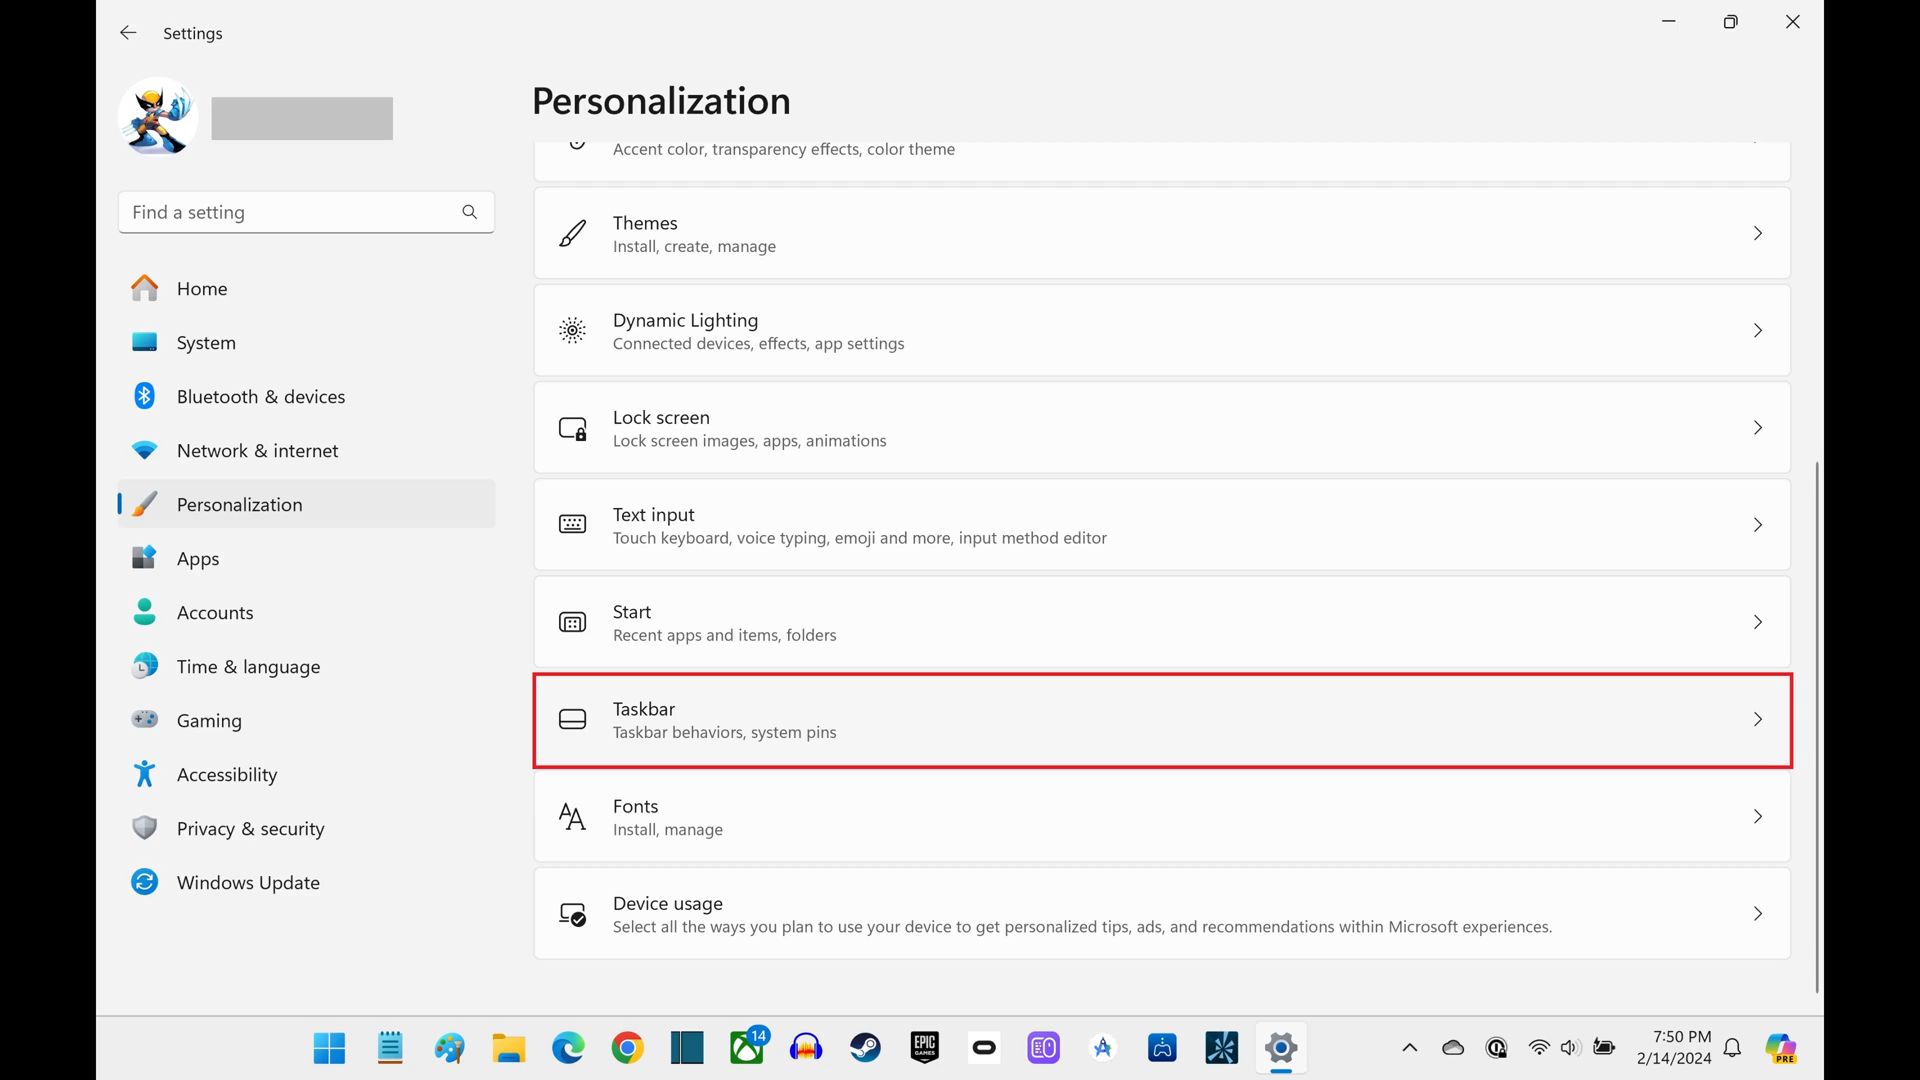 Settings
Personalization
Accent color, transparency effects, color theme
Find a setting
Home
System
Bluetooth & devices
Network & internet
Personalization
Apps
Accounts
Time & language
Gaming
Accessibility
Privacy & security
Windows Update
Themes
Install, create, manage
Dynamic Lighting
Connected devices, effects, app settings
Lock screen
Lock screen images, apps, animations
Text input
Touch keyboard, voice typing, emoji and more, input method editor
Start
Recent apps and items, folders
Taskbar
Taskbar behaviors, system pins
Fonts
Install, manage
Device usage
Select all the ways you plan to use your device to get personalized tips, ads, and recommendations within Microsoft experiences.
14
EPIC
GAMES
7:50 PM
2/14/2024
PRE